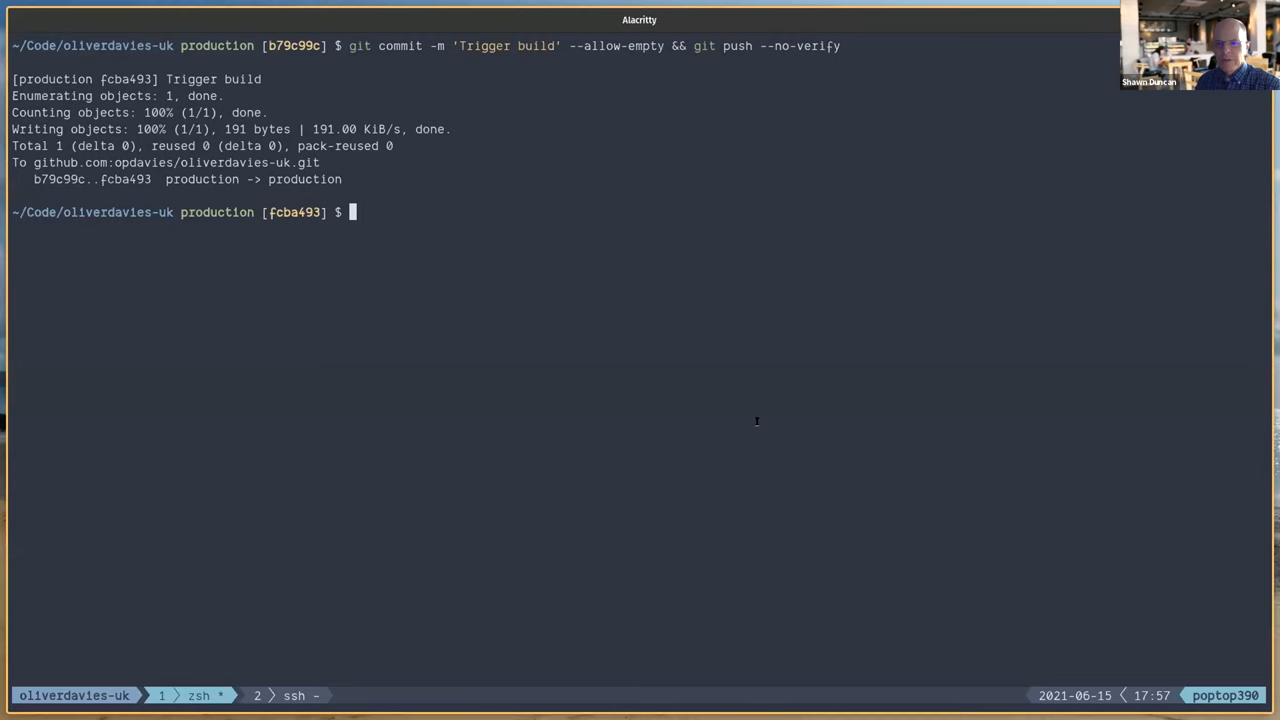 Alacritty
Shawn Duncan
~/Code/oliverdavies-uk production [b79c99c] $ git commit -m 'Trigger build' --allow-empty && git push --no-verify
[production fcba493] Trigger build
Enumerating objects: 1, done.
Counting objects: 100% (1/1), done.
Writing objects: 100% (1/1), 191 bytes | 191.00 KiB/s, done.
Total 1 (delta 0), reused 0 (delta 0), pack-reused 0
To github.com:opdavies/oliverdavies-uk.git
b79c99c..fcba493  production -> production
~/Code/oliverdavies-uk production [fcba493] $
oliverdavies-uk 1 zsh * 2 ssh - 2021-06-15 17:57 poptop390